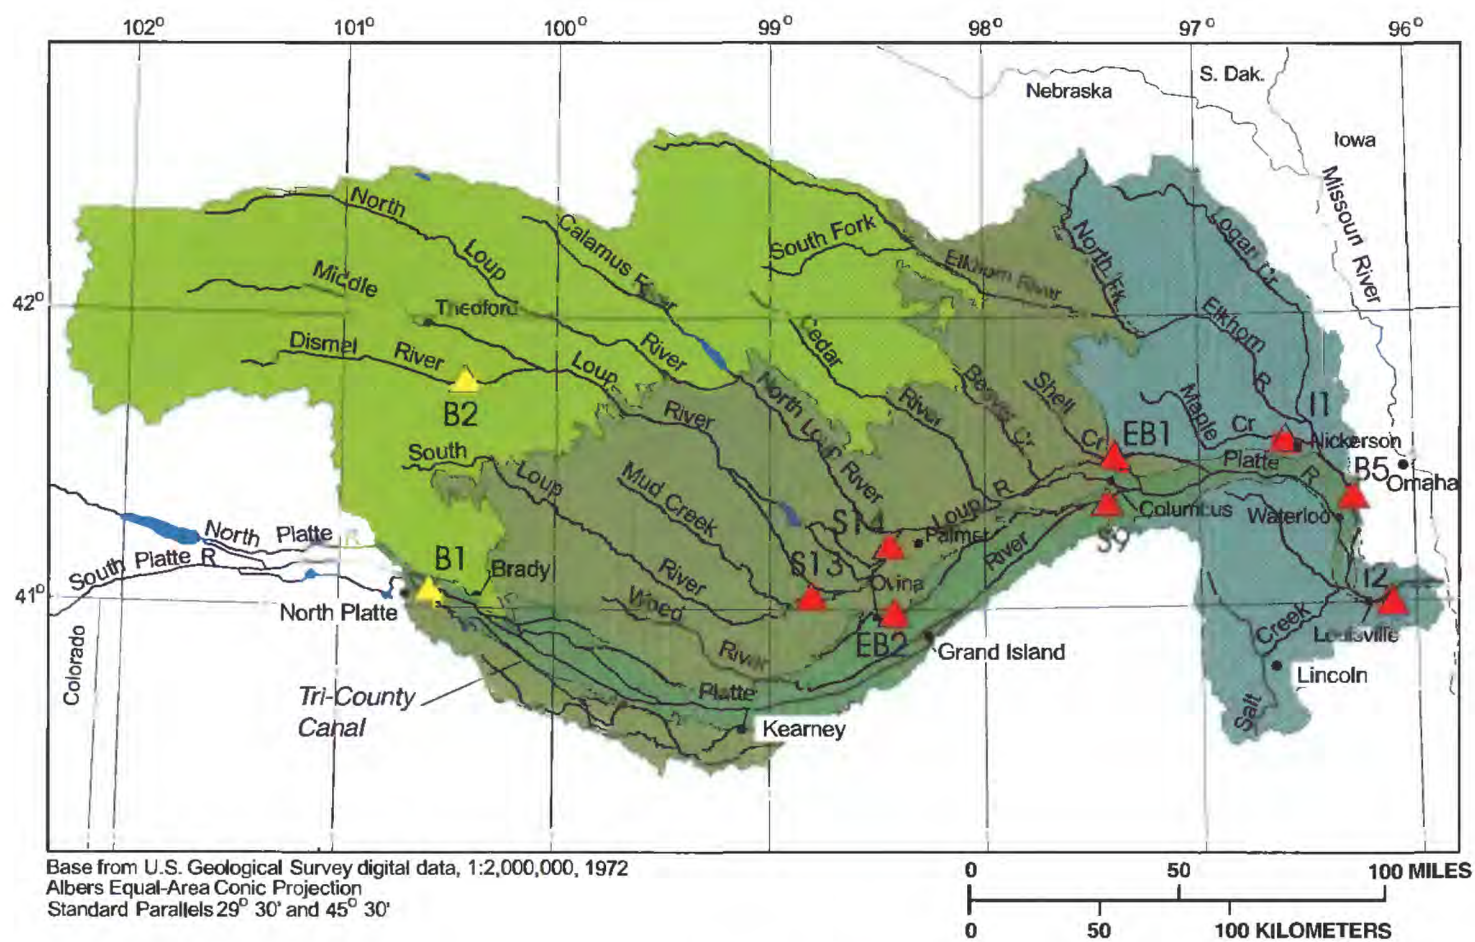 102° 101° 100° 99° 98° 97° 96°
S. Dak.
Nebraska
Iowa
Missouri River
North
Loup
River
Calamus River
South Fork
Elkhorn River
North Fk
Logan Cr
42°
Middle
Thedford
Loup
River
Dismal River
B2
Cedar
River
Elkhorn
R
North Loup
River
Beaver Cr
Shell
Cr
Maple
Cr
I1
Nickerson
EB1
Platte
R
B5
Omaha
South
Loup
River
Mud Creek
Loup R
Columbus
Waterloo
S14
Palmer
S9
North Platte R
South Platte R
B1
Brady
S13
River
I2
41°
North Platte
Wood
River
EB2
Grand Island
Creek
Louisville
Lincoln
Salt
Colorado
Tri-County
Canal
Platte
Kearney
Base from U.S. Geological Survey digital data, 1:2,000,000, 1972
Albers Equal-Area Conic Projection
Standard Parallels 29° 30' and 45° 30'
0 50 100 MILES
0 50 100 KILOMETERS